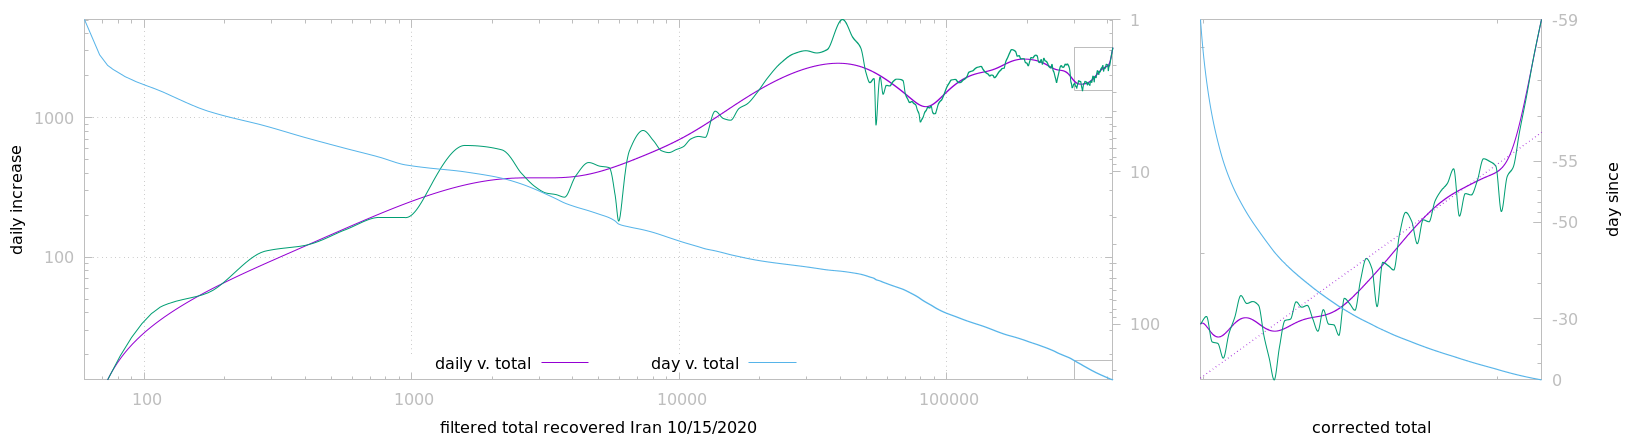 1
-59
1000
daily increase
-55
10
day since
-50
100
100
-30
daily v. total
day v. total
0
100
1000
10000
100000
filtered total recovered Iran 10/15/2020
corrected total